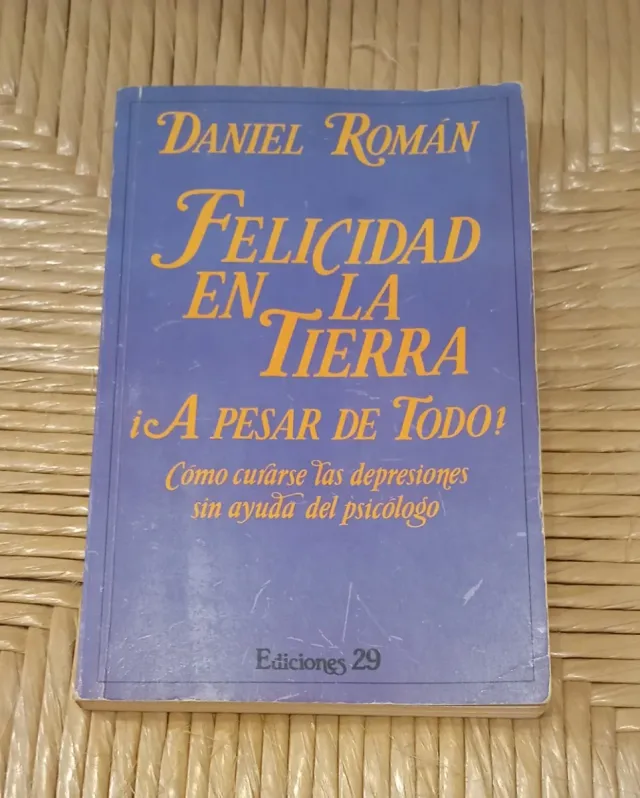 DANIEL ROMÁN
FELICIDAD
EN LA
TIERRA
¡A PESAR DE TODO!
Cómo curarse las depresiones
sin ayuda del psicólogo
Ediciones 29